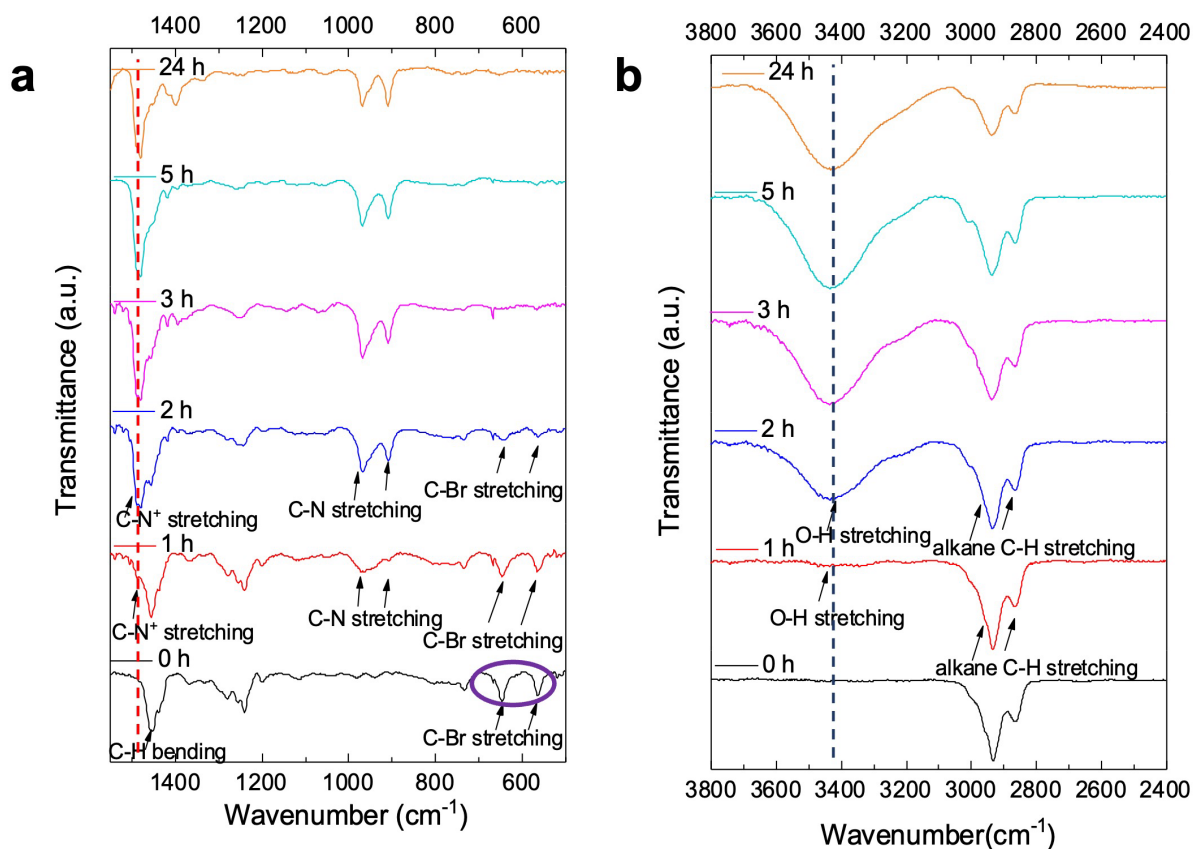 a
1400 1200 1000 800 600
24 h
5 h
3 h
2 h
C-N⁺ stretching
C-N stretching
C-Br stretching
1 h
C-N⁺ stretching
C-N stretching
C-Br stretching
0 h
C-H bending
C-Br stretching
1400 1200 1000 800 600
Wavenumber (cm⁻¹)
Transmittance (a.u.)
b
3800 3600 3400 3200 3000 2800 2600 2400
24 h
5 h
3 h
2 h
O-H stretching
alkane C-H stretching
1 h
O-H stretching
alkane C-H stretching
0 h
3800 3600 3400 3200 3000 2800 2600 2400
Wavenumber(cm⁻¹)
Transmittance (a.u.)